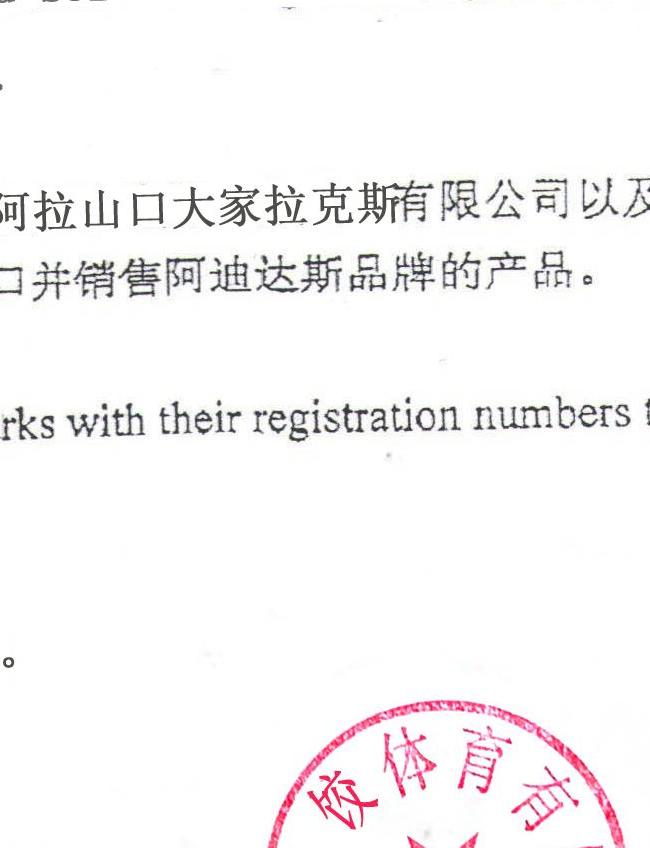 阿拉山口大家拉克斯有限公司以及
口并销售阿迪达斯品牌的产品。
rks with their registration numbers t
。
饺体育有